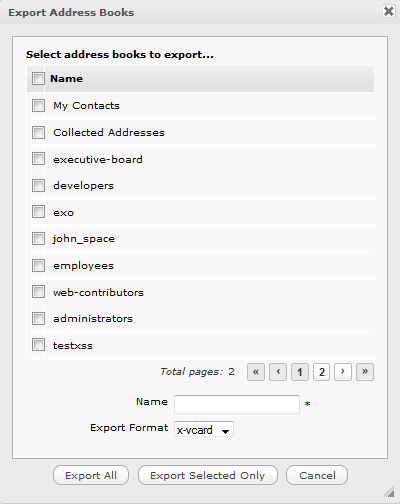 Export Address Books
Select address books to export...
Name
My Contacts
Collected Addresses
executive-board
developers
exo
john_space
employees
web-contributors
administrators
testxss
Total pages: 2 « ‹ 1 2 › »
Name *
Export Format x-vcard
Export All Export Selected Only Cancel